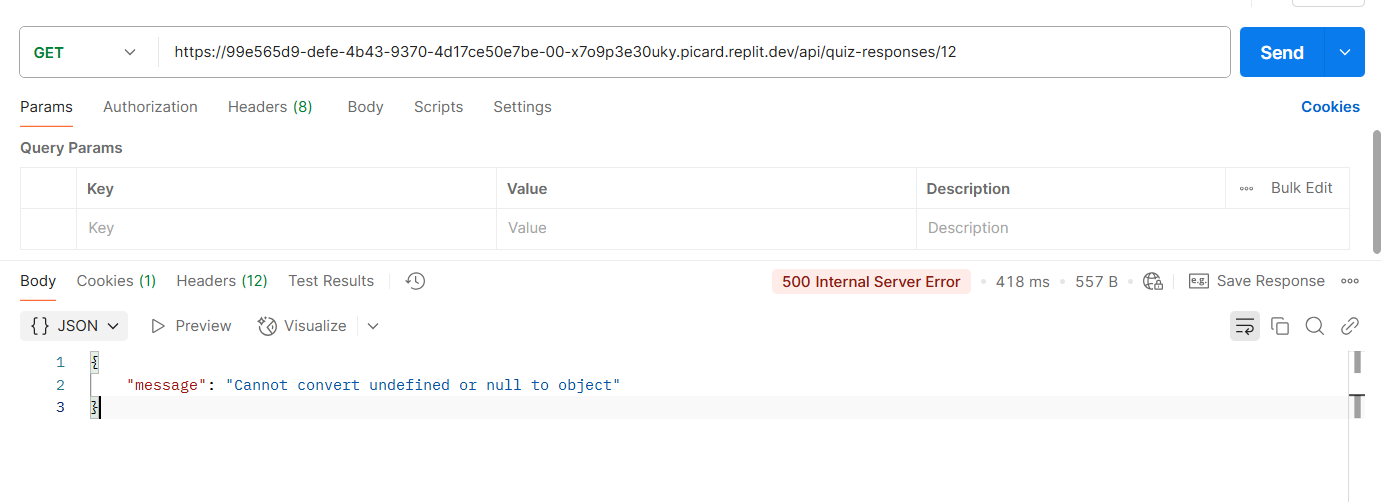 GET https://99e565d9-defe-4b43-9370-4d17ce50e7be-00-x7o9p3e30uky.picard.replit.dev/api/quiz-responses/12 Send
Params Authorization Headers (8) Body Scripts Settings Cookies
Query Params
Key Value Description Bulk Edit
Key Value Description
Body Cookies (1) Headers (12) Test Results 500 Internal Server Error 418 ms 557 B e.g. Save Response
{} JSON Preview Visualize
1 {
2 "message": "Cannot convert undefined or null to object"
3 }